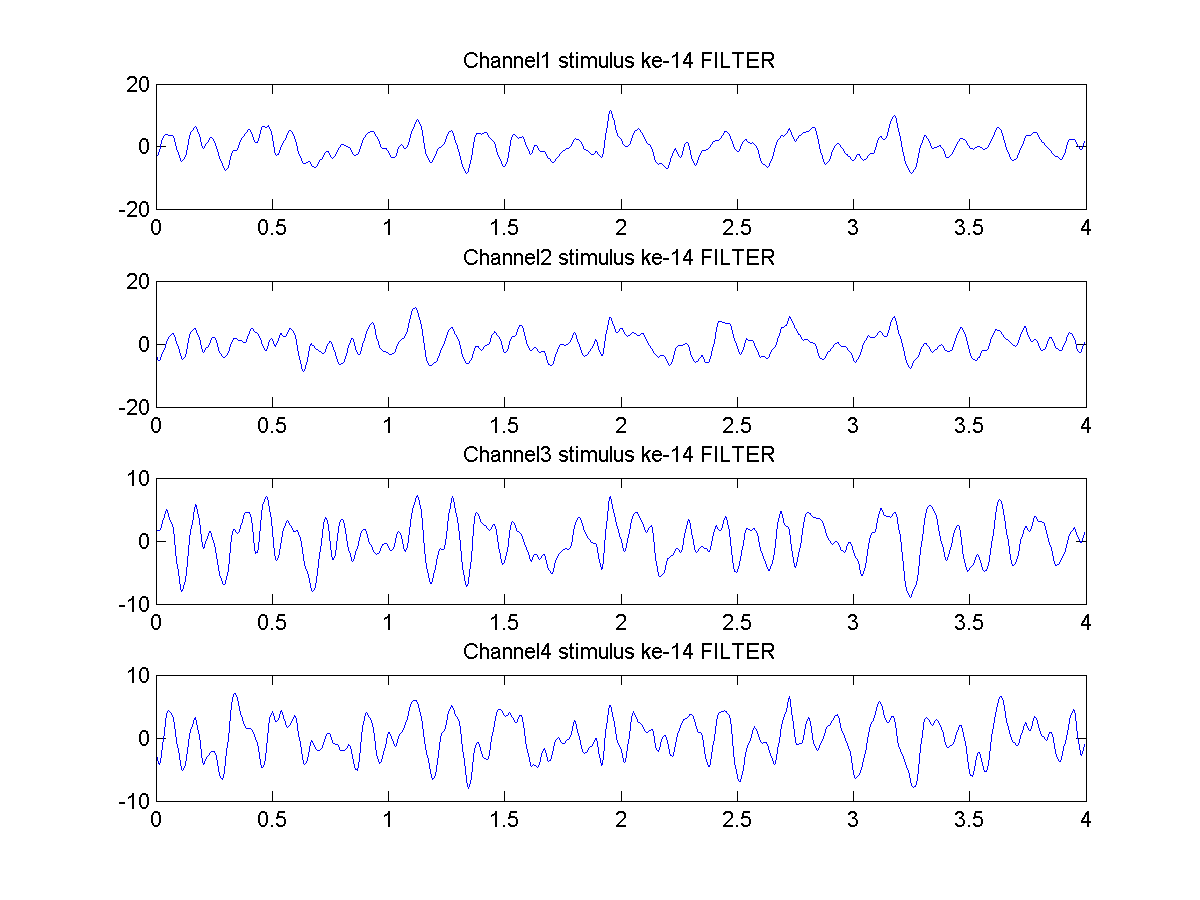 Channel1 stimulus ke-14 FILTER
20
0
-20
0 0.5 1 1.5 2 2.5 3 3.5 4
Channel2 stimulus ke-14 FILTER
20
0
-20
0 0.5 1 1.5 2 2.5 3 3.5 4
Channel3 stimulus ke-14 FILTER
10
0
-10
0 0.5 1 1.5 2 2.5 3 3.5 4
Channel4 stimulus ke-14 FILTER
10
0
-10
0 0.5 1 1.5 2 2.5 3 3.5 4